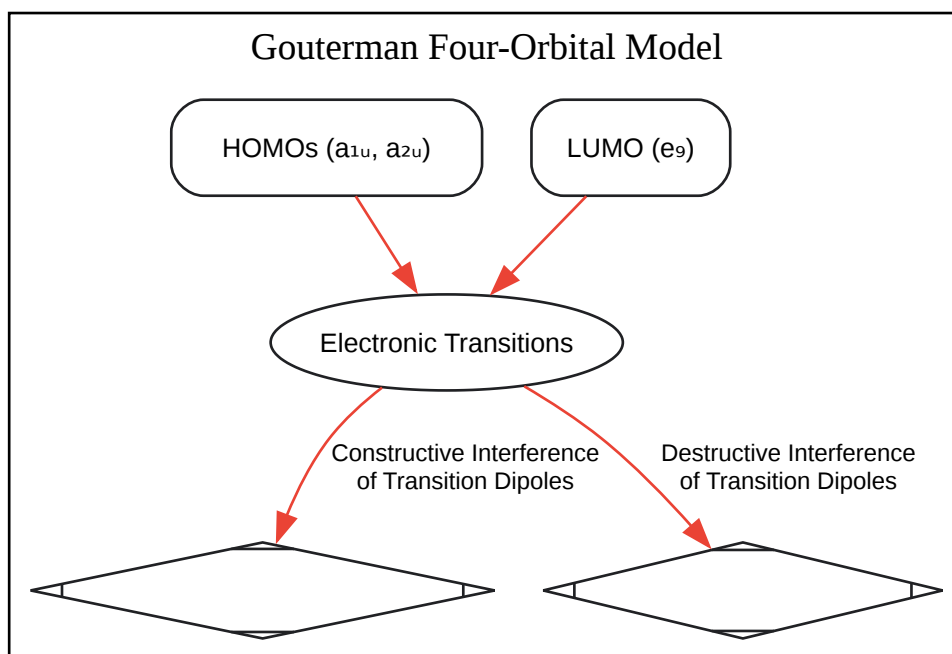 Gouterman Four-Orbital Model
HOMOs (a₁ᵤ, a₂ᵤ)
LUMO (e₉)
Electronic Transitions
Constructive Interference
of Transition Dipoles
Destructive Interference
of Transition Dipoles